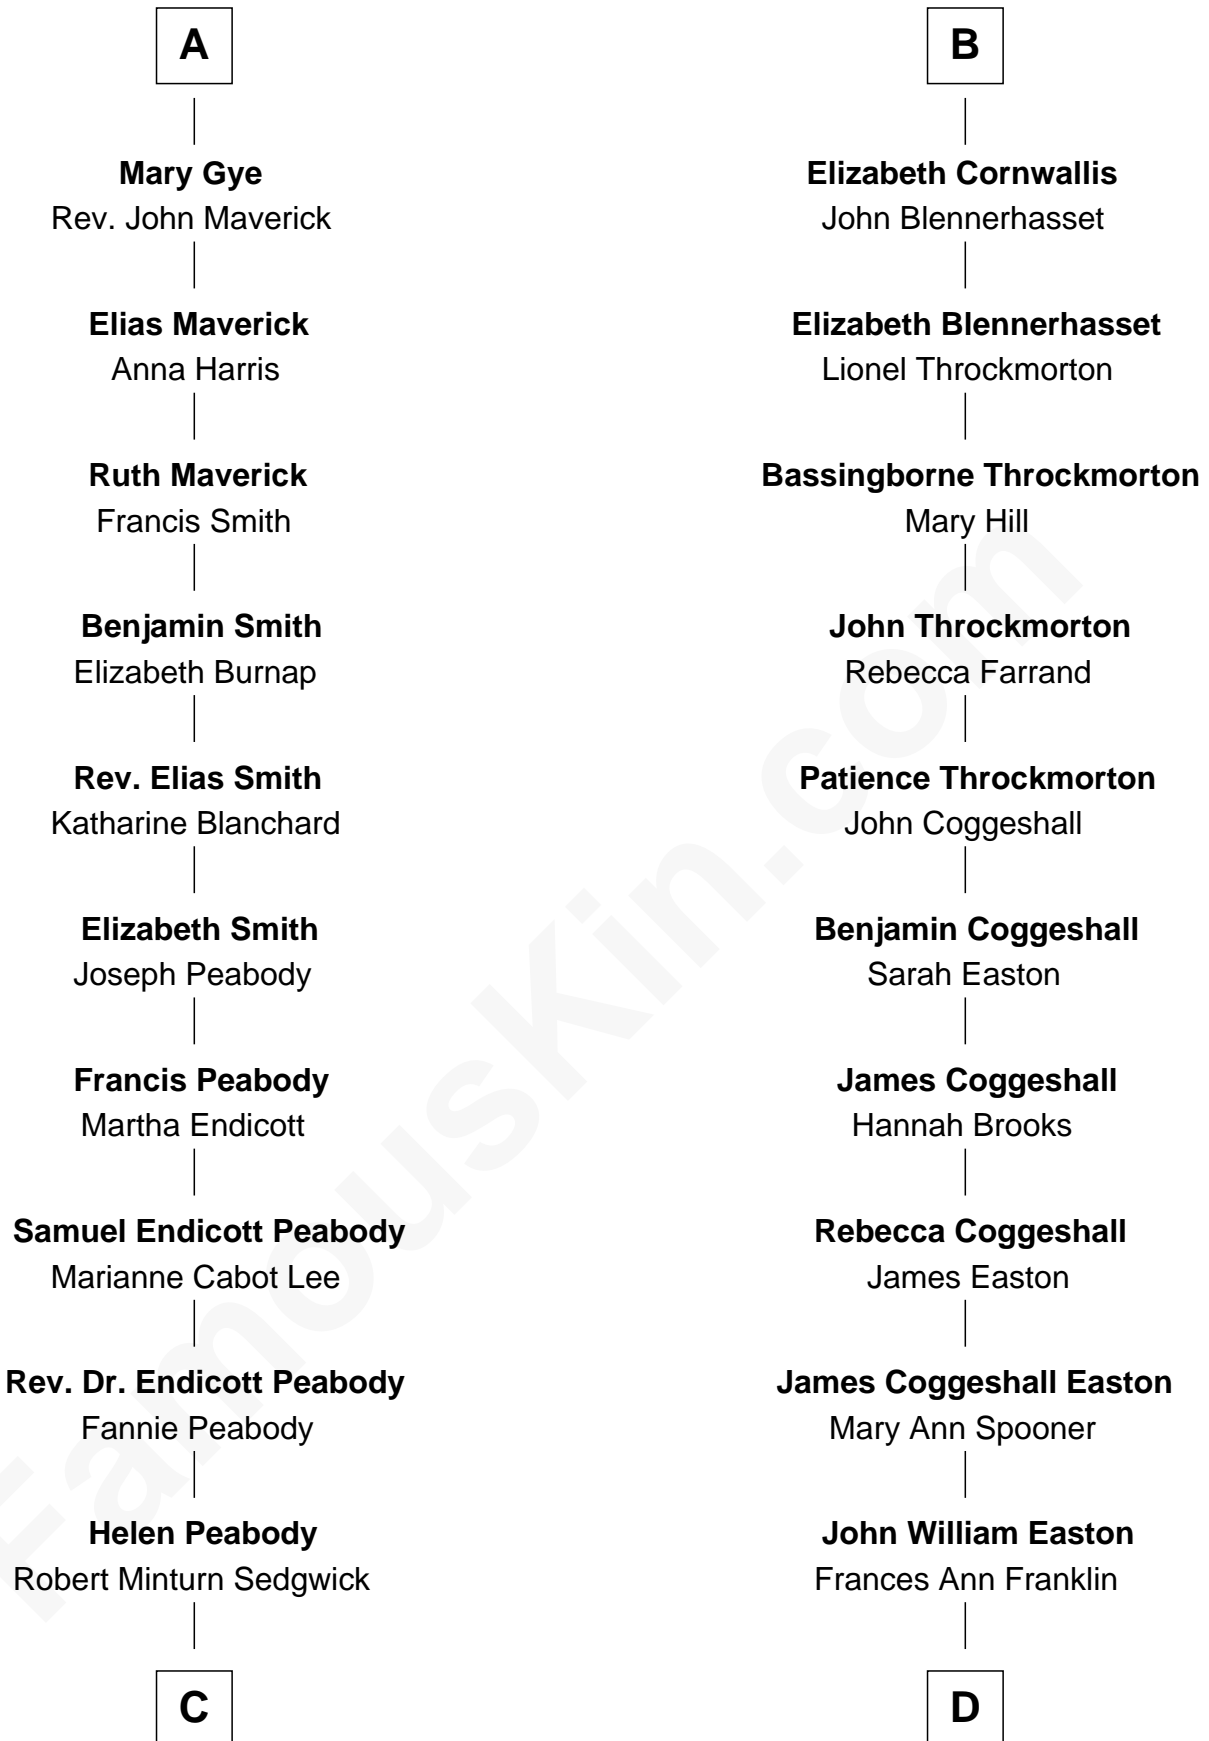 A
Mary Gye
Rev. John Maverick
Elias Maverick
Anna Harris
Ruth Maverick
Francis Smith
Benjamin Smith
Elizabeth Burnap
Rev. Elias Smith
Katharine Blanchard
Elizabeth Smith
Joseph Peabody
Francis Peabody
Martha Endicott
Samuel Endicott Peabody
Marianne Cabot Lee
Rev. Dr. Endicott Peabody
Fannie Peabody
Helen Peabody
Robert Minturn Sedgwick
C
B
Elizabeth Cornwallis
John Blennerhasset
Elizabeth Blennerhasset
Lionel Throckmorton
Bassingborne Throckmorton
Mary Hill
John Throckmorton
Rebecca Farrand
Patience Throckmorton
John Coggeshall
Benjamin Coggeshall
Sarah Easton
James Coggeshall
Hannah Brooks
Rebecca Coggeshall
James Easton
James Coggeshall Easton
Mary Ann Spooner
John William Easton
Frances Ann Franklin
D
FamousKin.com